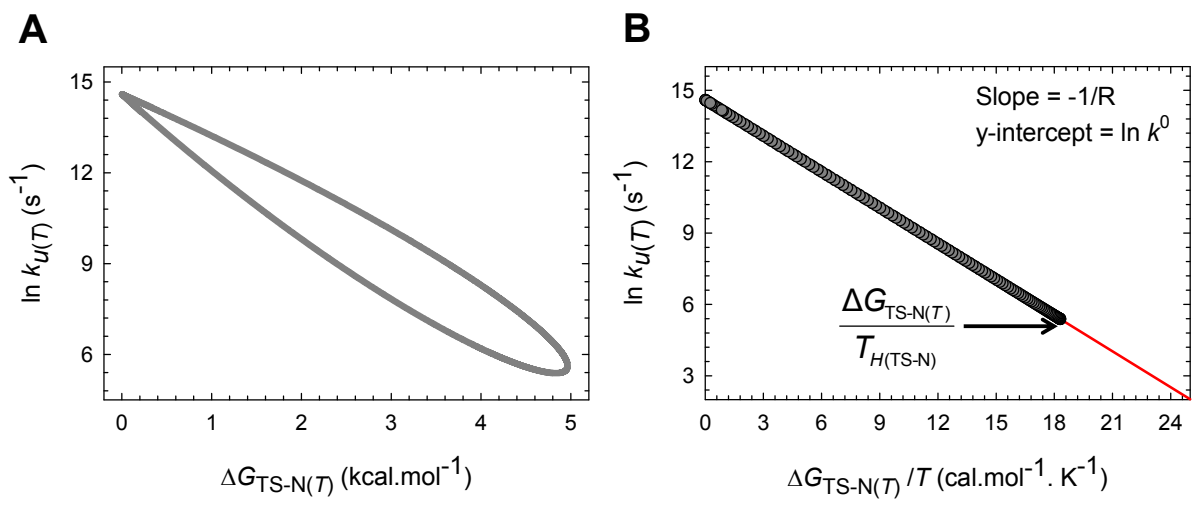 A
15
12
9
6
ln k_u(T) (s^-1)
0 1 2 3 4 5
ΔG_TS-N(T) (kcal.mol^-1)
B
15
12
9
6
3
ln k_u(T) (s^-1)
Slope = -1/R
y-intercept = ln k^0
ΔG_TS-N(T)
T_H(TS-N)
0 3 6 9 12 15 18 21 24
ΔG_TS-N(T) /T (cal.mol^-1. K^-1)